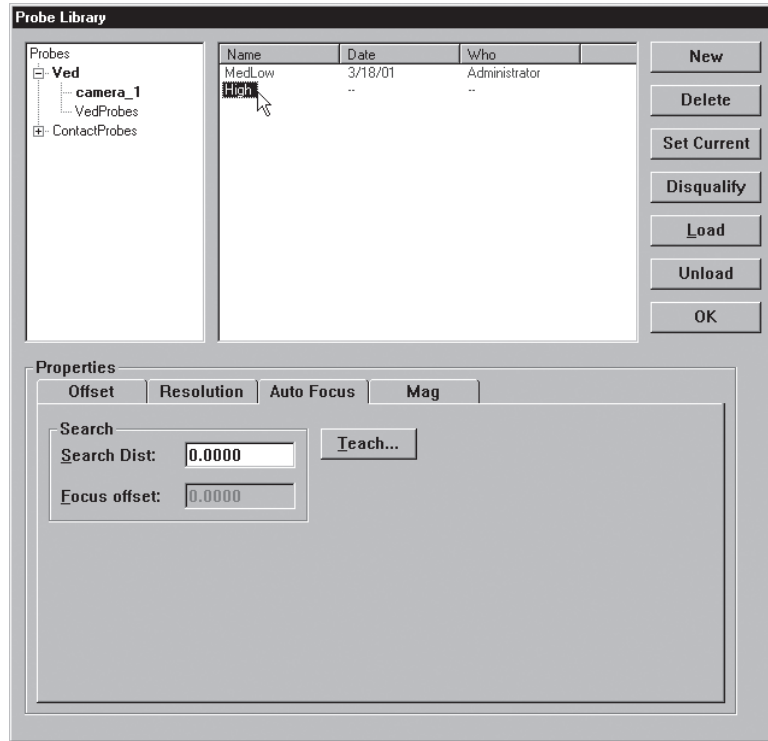 Probe Library
Probes
Ved
camera_1
VedProbes
ContactProbes
Name Date Who
MedLow 3/18/01 Administrator
High -- --
New
Delete
Set Current
Disqualify
Load
Unload
OK
Properties
Offset Resolution Auto Focus Mag
Search
Search Dist: 0.0000
Teach...
Focus offset: 0.0000